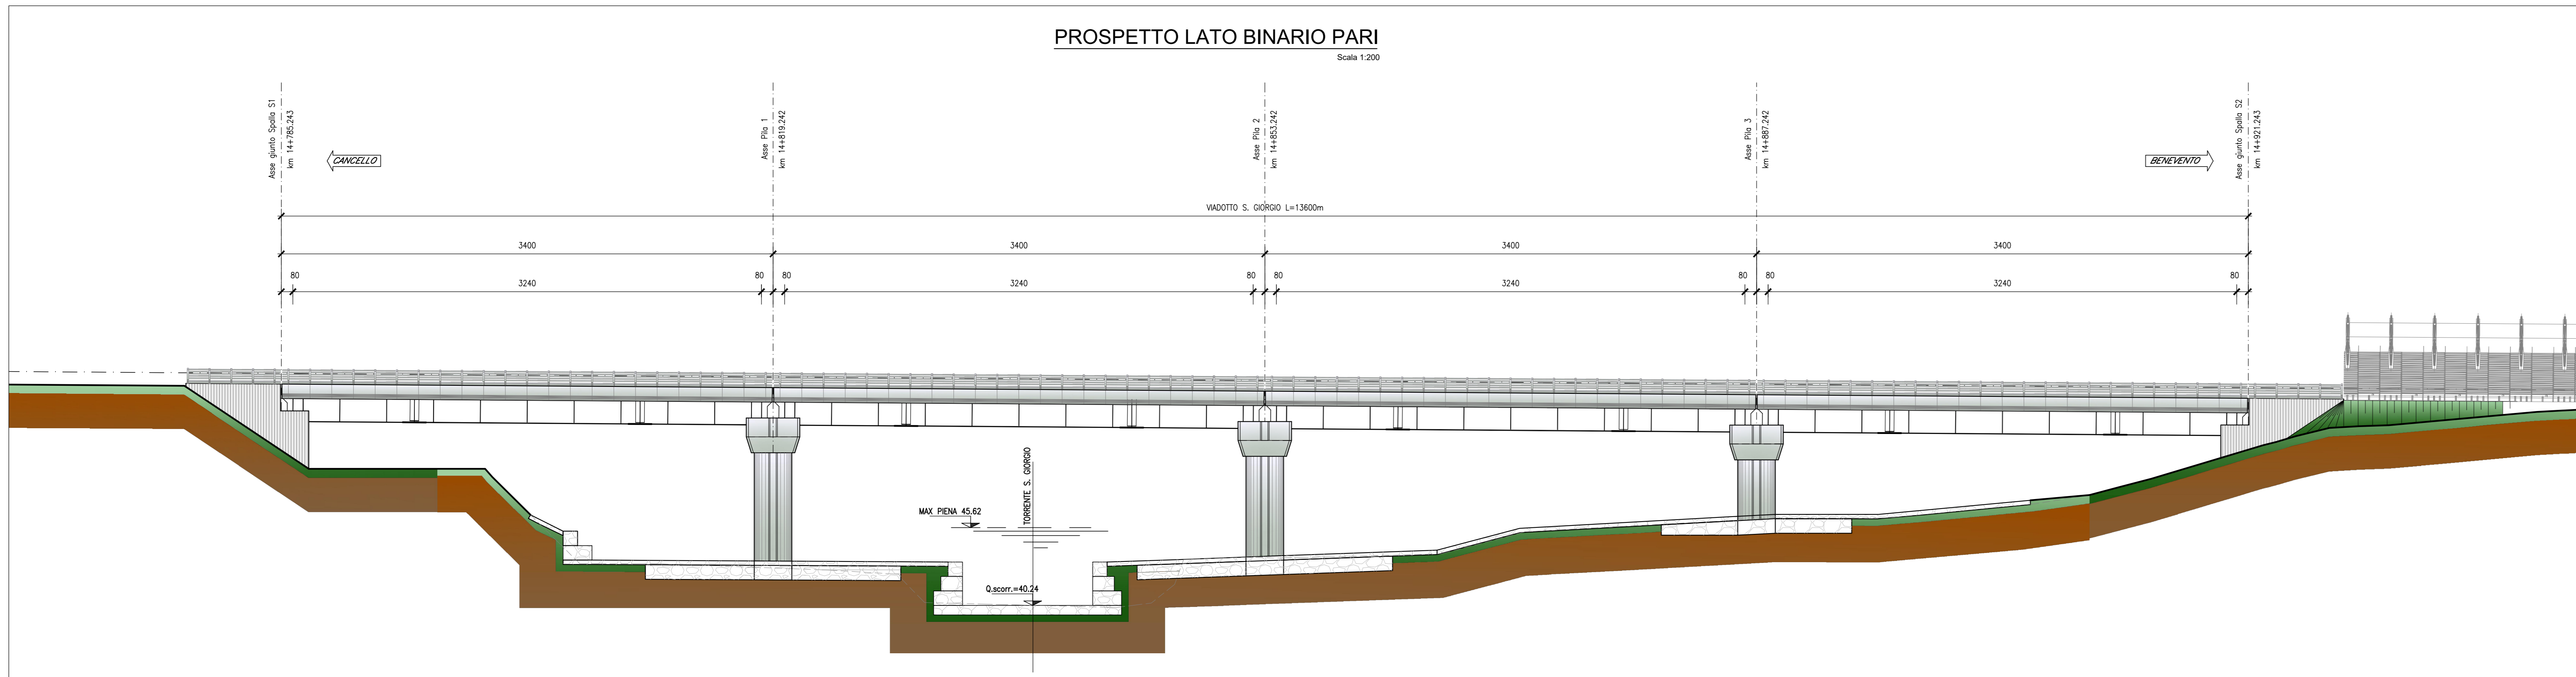 PROSPETTO LATO BINARIO PARI
Scala 1:200
Asse giunto Spalla S1
km 14+785.243
Asse Pila 1
km 14+819.242
Asse Pila 2
km 14+853.242
Asse Pila 3
km 14+887.242
Asse giunto Spalla S2
km 14+921.243
CANCELLO
BENEVENTO
VIADOTTO S. GIORGIO L=13600m
3400
3400
3400
3400
80
80
80
80
80
80
80
80
3240
3240
3240
3240
TORRENTE S. GIORGIO
MAX PIENA 45.62
Q.scorr.=40.24